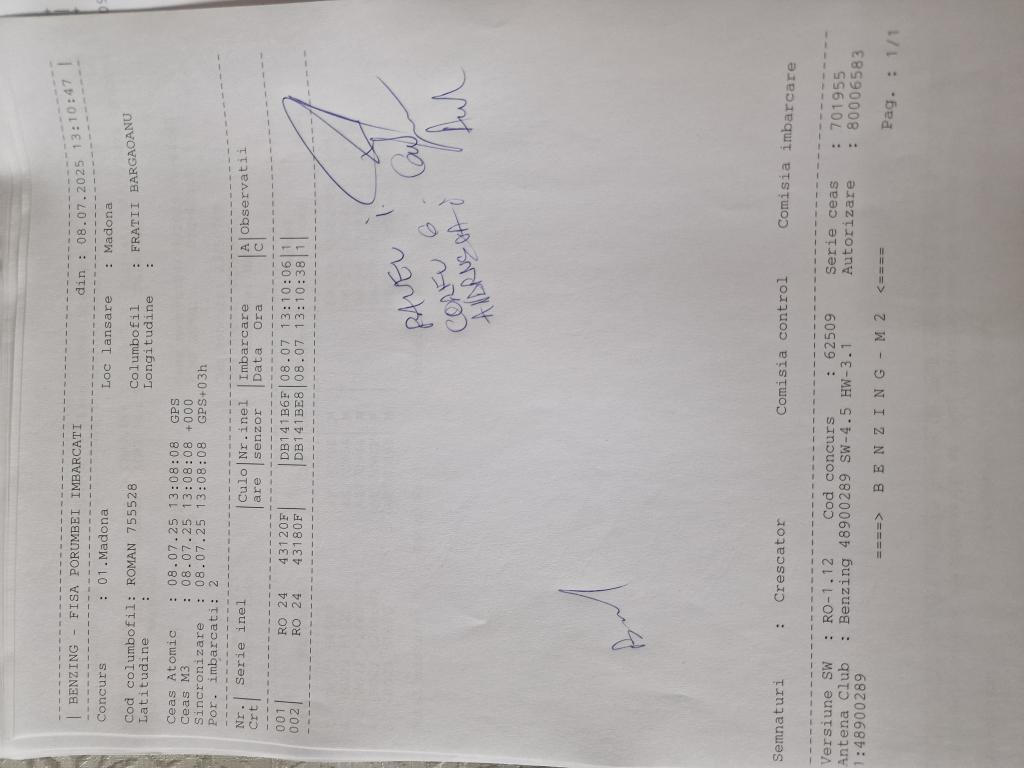 | BENZING - FISA PORUMBEI IMBARCATI din : 08.07.2025 13:10:47 |
Concurs : 01.Madona Loc lansare : Madona
Cod columbofil: ROMAN 755528 Columbofil : FRATII BARGAOANU
Latitudine : Longitudine :
Ceas Atomic : 08.07.25 13:08:08 GPS
Ceas M3 : 08.07.25 13:08:08 +000
Sincronizare : 08.07.25 13:08:08 GPS+03h
Por. imbarcati: 2
Nr.| Serie inel |Culo|Nr.inel |Imbarcare |A|Observatii
Crt| |are |senzor |Data Ora |C|
001| RO 24 43120F| |DB141B6F|08.07 13:10:06|1|
002| RO 24 43180F| |DB141BE8|08.07 13:10:38|1|
Semnaturi : Crescator Comisia control Comisia imbarcare
Versiune SW : RO-1.12 Cod concurs : 62509 Serie ceas : 701955
Antena Club : Benzing 48900289 SW-4.5 HW-3.1 Autorizare : 80006583
1:48900289
====> B E N Z I N G - M 2 <==== Pag. : 1/1